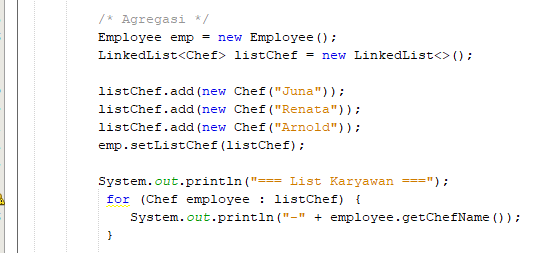 /* Agregasi */
Employee emp = new Employee();
LinkedList<Chef> listChef = new LinkedList<>();
listChef.add(new Chef("Juna"));
listChef.add(new Chef("Renata"));
listChef.add(new Chef("Arnold"));
emp.setListChef(listChef);
System.out.println("=== List Karyawan ===");
for (Chef employee : listChef) {
System.out.println("-" + employee.getChefName());
}